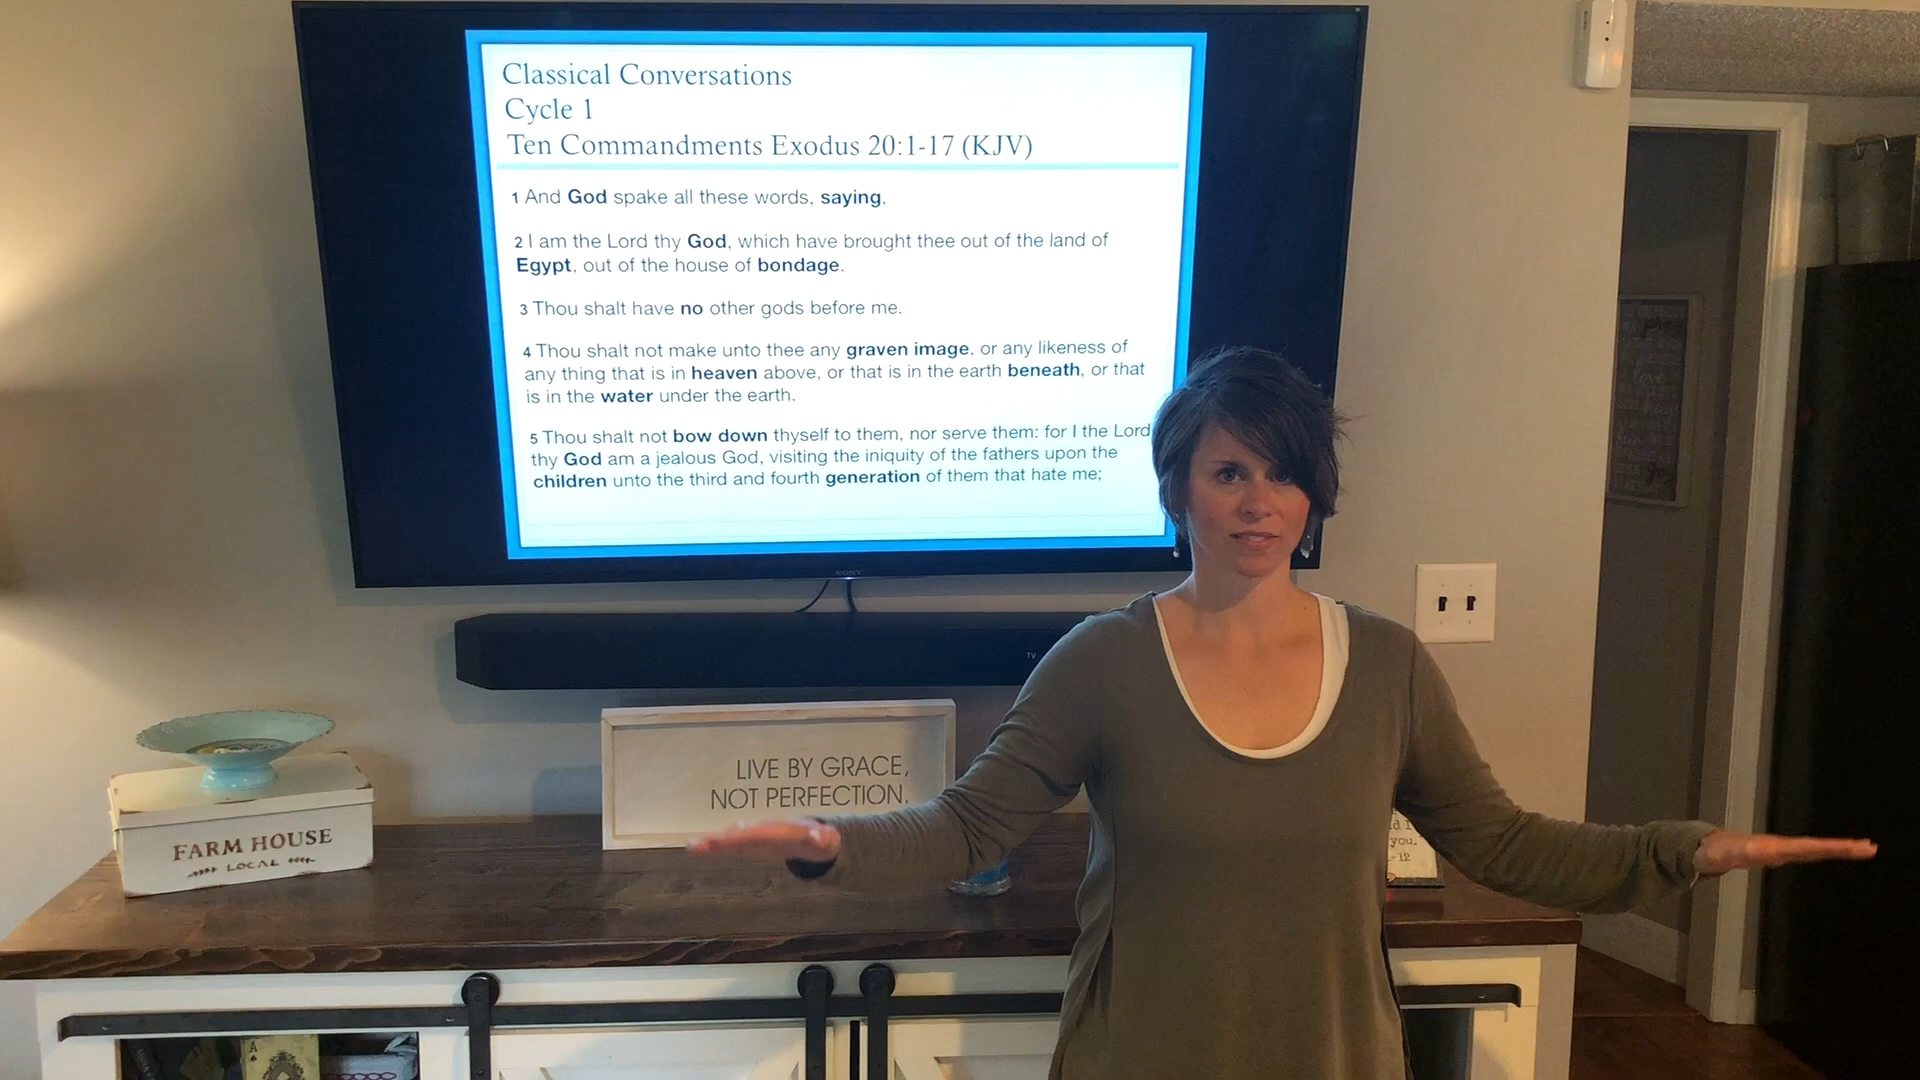 Classical Conversations
Cycle 1
Ten Commandments Exodus 20:1-17 (KJV)
1 And God spake all these words, saying,
2 I am the Lord thy God, which have brought thee out of the land of
Egypt, out of the house of bondage.
3 Thou shalt have no other gods before me.
4 Thou shalt not make unto thee any graven image, or any likeness of
any thing that is in heaven above, or that is in the earth beneath, or that
is in the water under the earth.
5 Thou shalt not bow down thyself to them, nor serve them: for I the Lord
thy God am a jealous God, visiting the iniquity of the fathers upon the
children unto the third and fourth generation of them that hate me;
SONY
TV
LIVE BY GRACE,
NOT PERFECTION.
FARM HOUSE
LOCAL
you.
-12
A